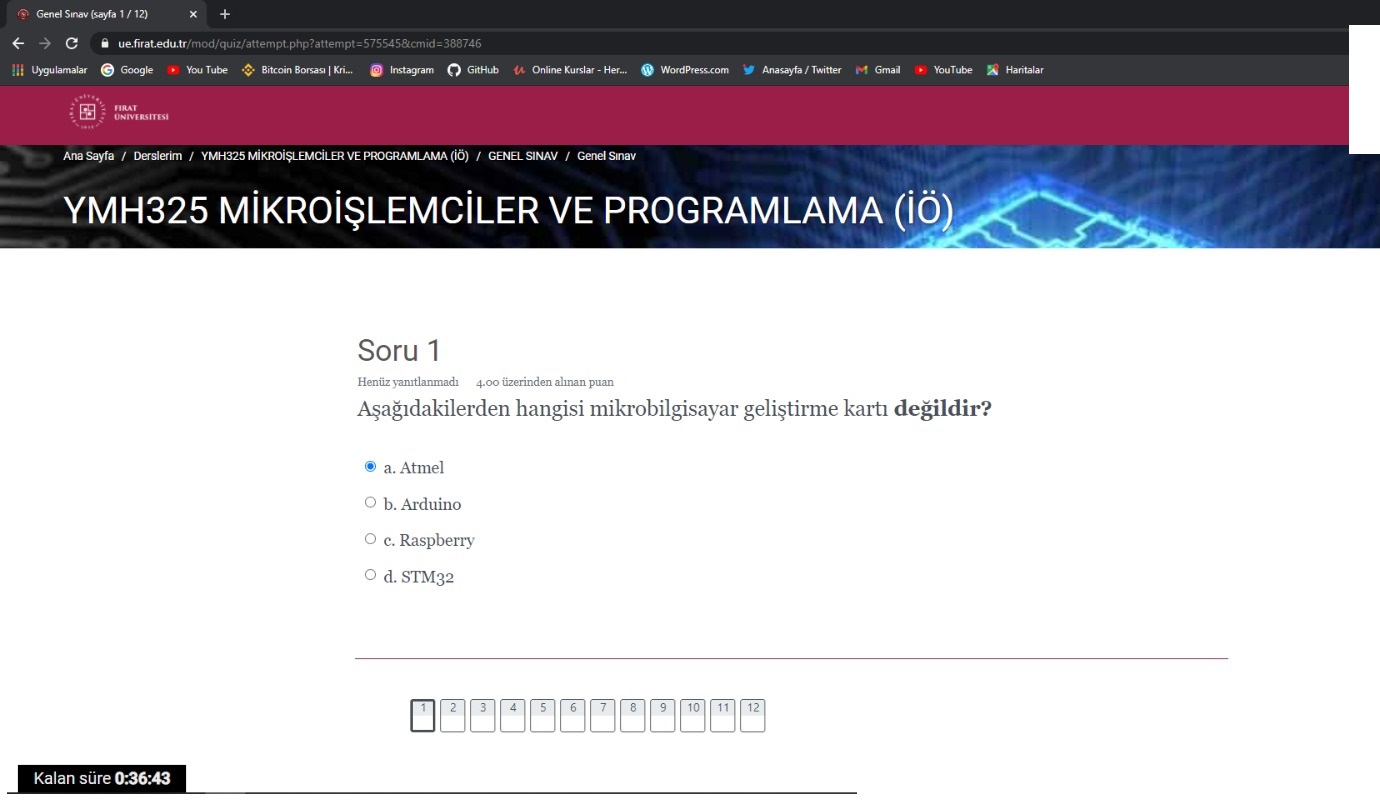 Genel Sınav (sayfa 1 / 12)
ue.firat.edu.tr/mod/quiz/attempt.php?attempt=575545&cmid=388746
Uygulamalar Google You Tube Bitcoin Borsası | Kri... Instagram GitHub Online Kurslar - Her... WordPress.com Anasayfa / Twitter Gmail YouTube Haritalar
FIRAT
ÜNİVERSİTESİ
Ana Sayfa / Derslerim / YMH325 MİKROİŞLEMCİLER VE PROGRAMLAMA (İÖ) / GENEL SINAV / Genel Sınav
YMH325 MİKROİŞLEMCİLER VE PROGRAMLAMA (İÖ)
Soru 1
Henüz yanıtlanmadı 4.00 üzerinden alınan puan
Aşağıdakilerden hangisi mikrobilgisayar geliştirme kartı değildir?
a. Atmel
b. Arduino
c. Raspberry
d. STM32
1 2 3 4 5 6 7 8 9 10 11 12
Kalan süre 0:36:43